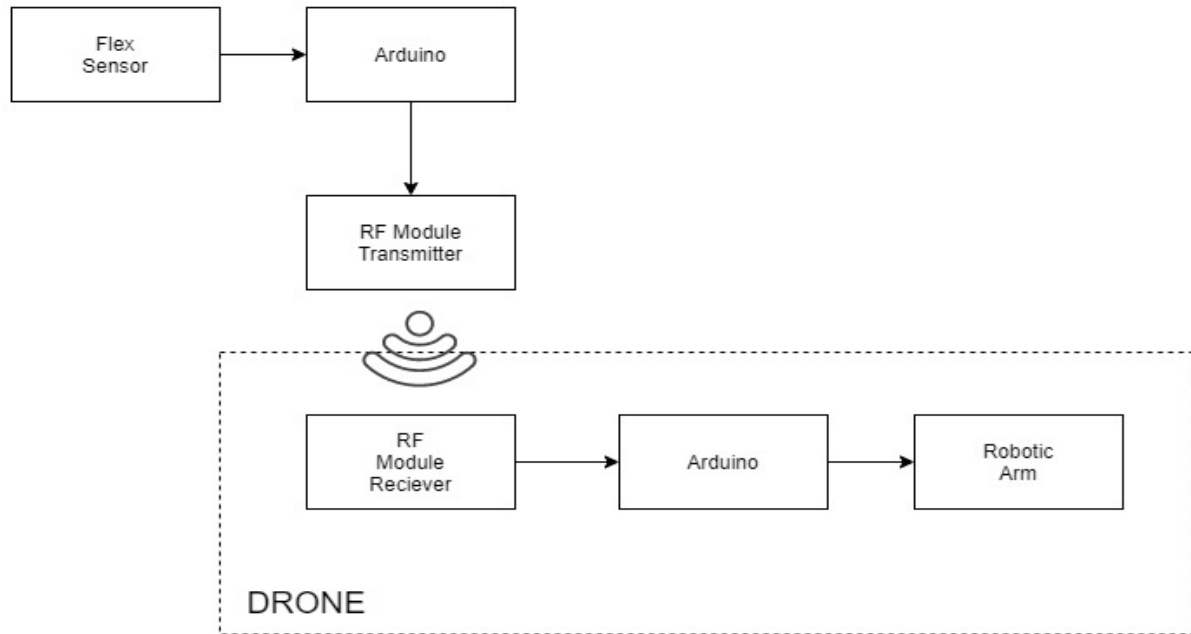 Flex
Sensor
Arduino
RF Module
Transmitter
RF
Module
Reciever
Arduino
Robotic
Arm
DRONE